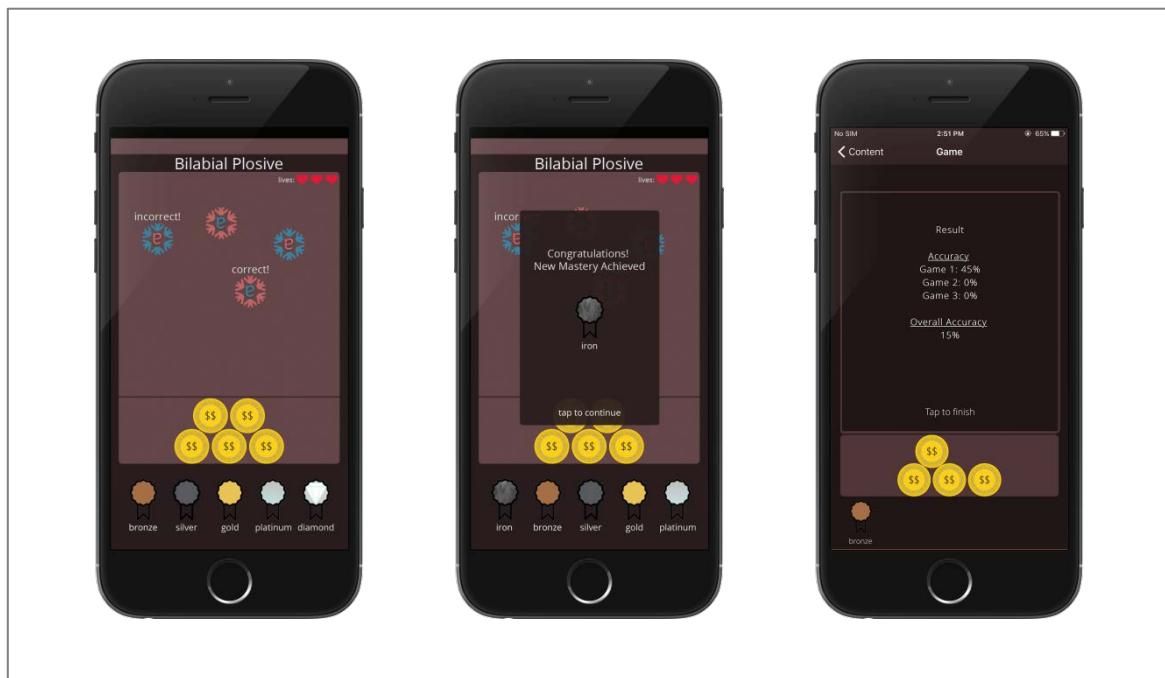 Bilabial Plosive
lives:
incorrect!
correct!
$$ $$
$$ $$ $$
bronze silver gold platinum diamond
Bilabial Plosive
lives:
incor
Congratulations!
New Mastery Achieved
iron
tap to continue
$$ $$ $$
iron bronze silver gold platinum
No SIM 2:51 PM 65%
Content Game
Result
Accuracy
Game 1: 45%
Game 2: 0%
Game 3: 0%
Overall Accuracy
15%
Tap to finish
$$
$$ $$ $$
bronze